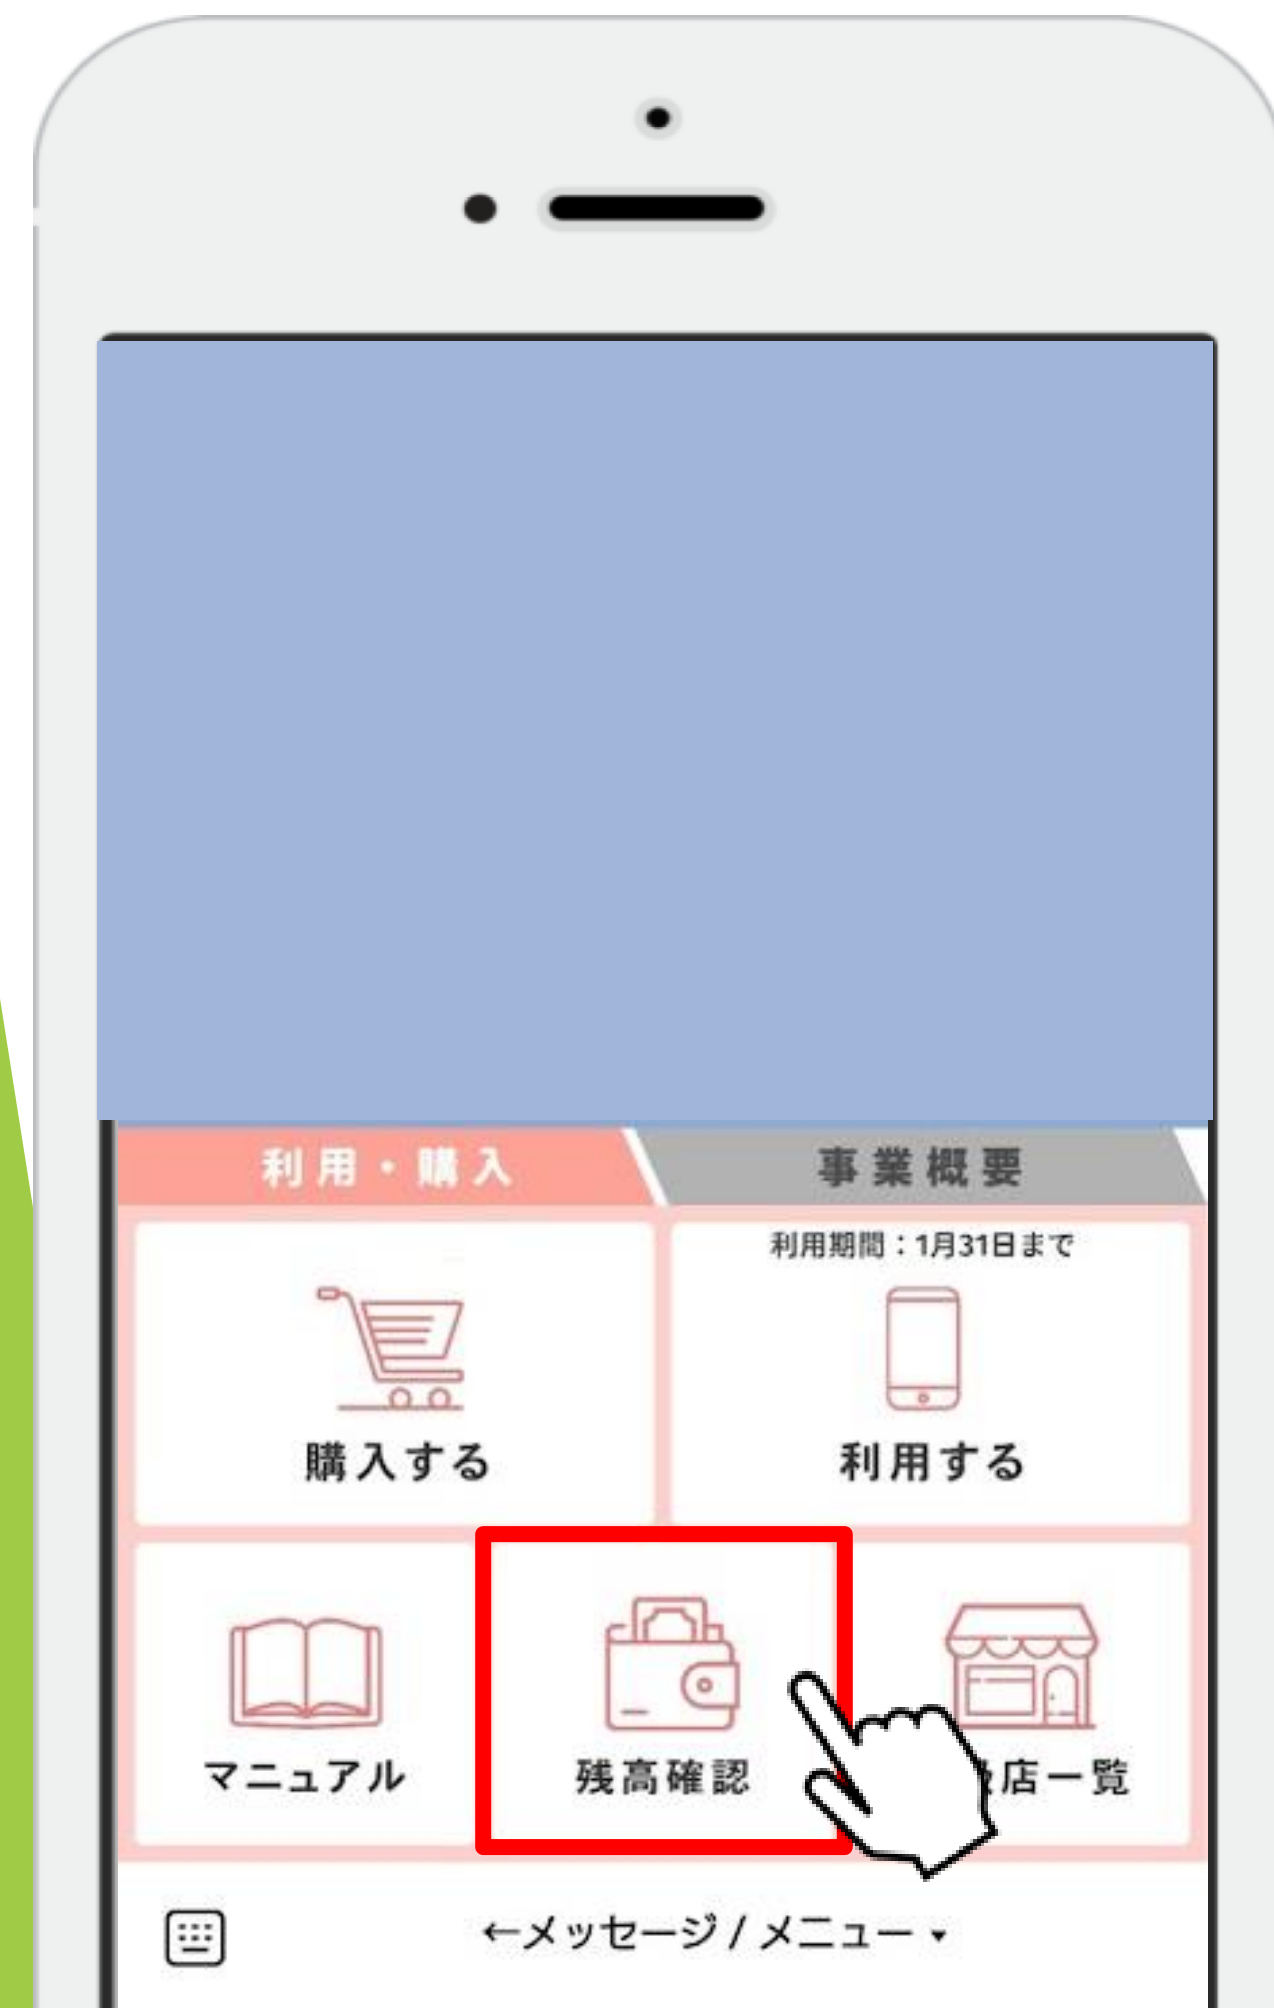 利用・購入
事業概要
利用期間：1月31日まで
購入する
利用する
マニュアル
残高確認
店一覧
←メッセージ / メニュー ▾